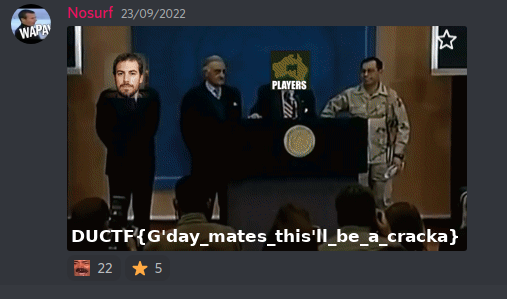 Nosurf 23/09/2022
WAPA
PLAYERS
DUCTF{G'day_mates_this'll_be_a_cracka}
22 5